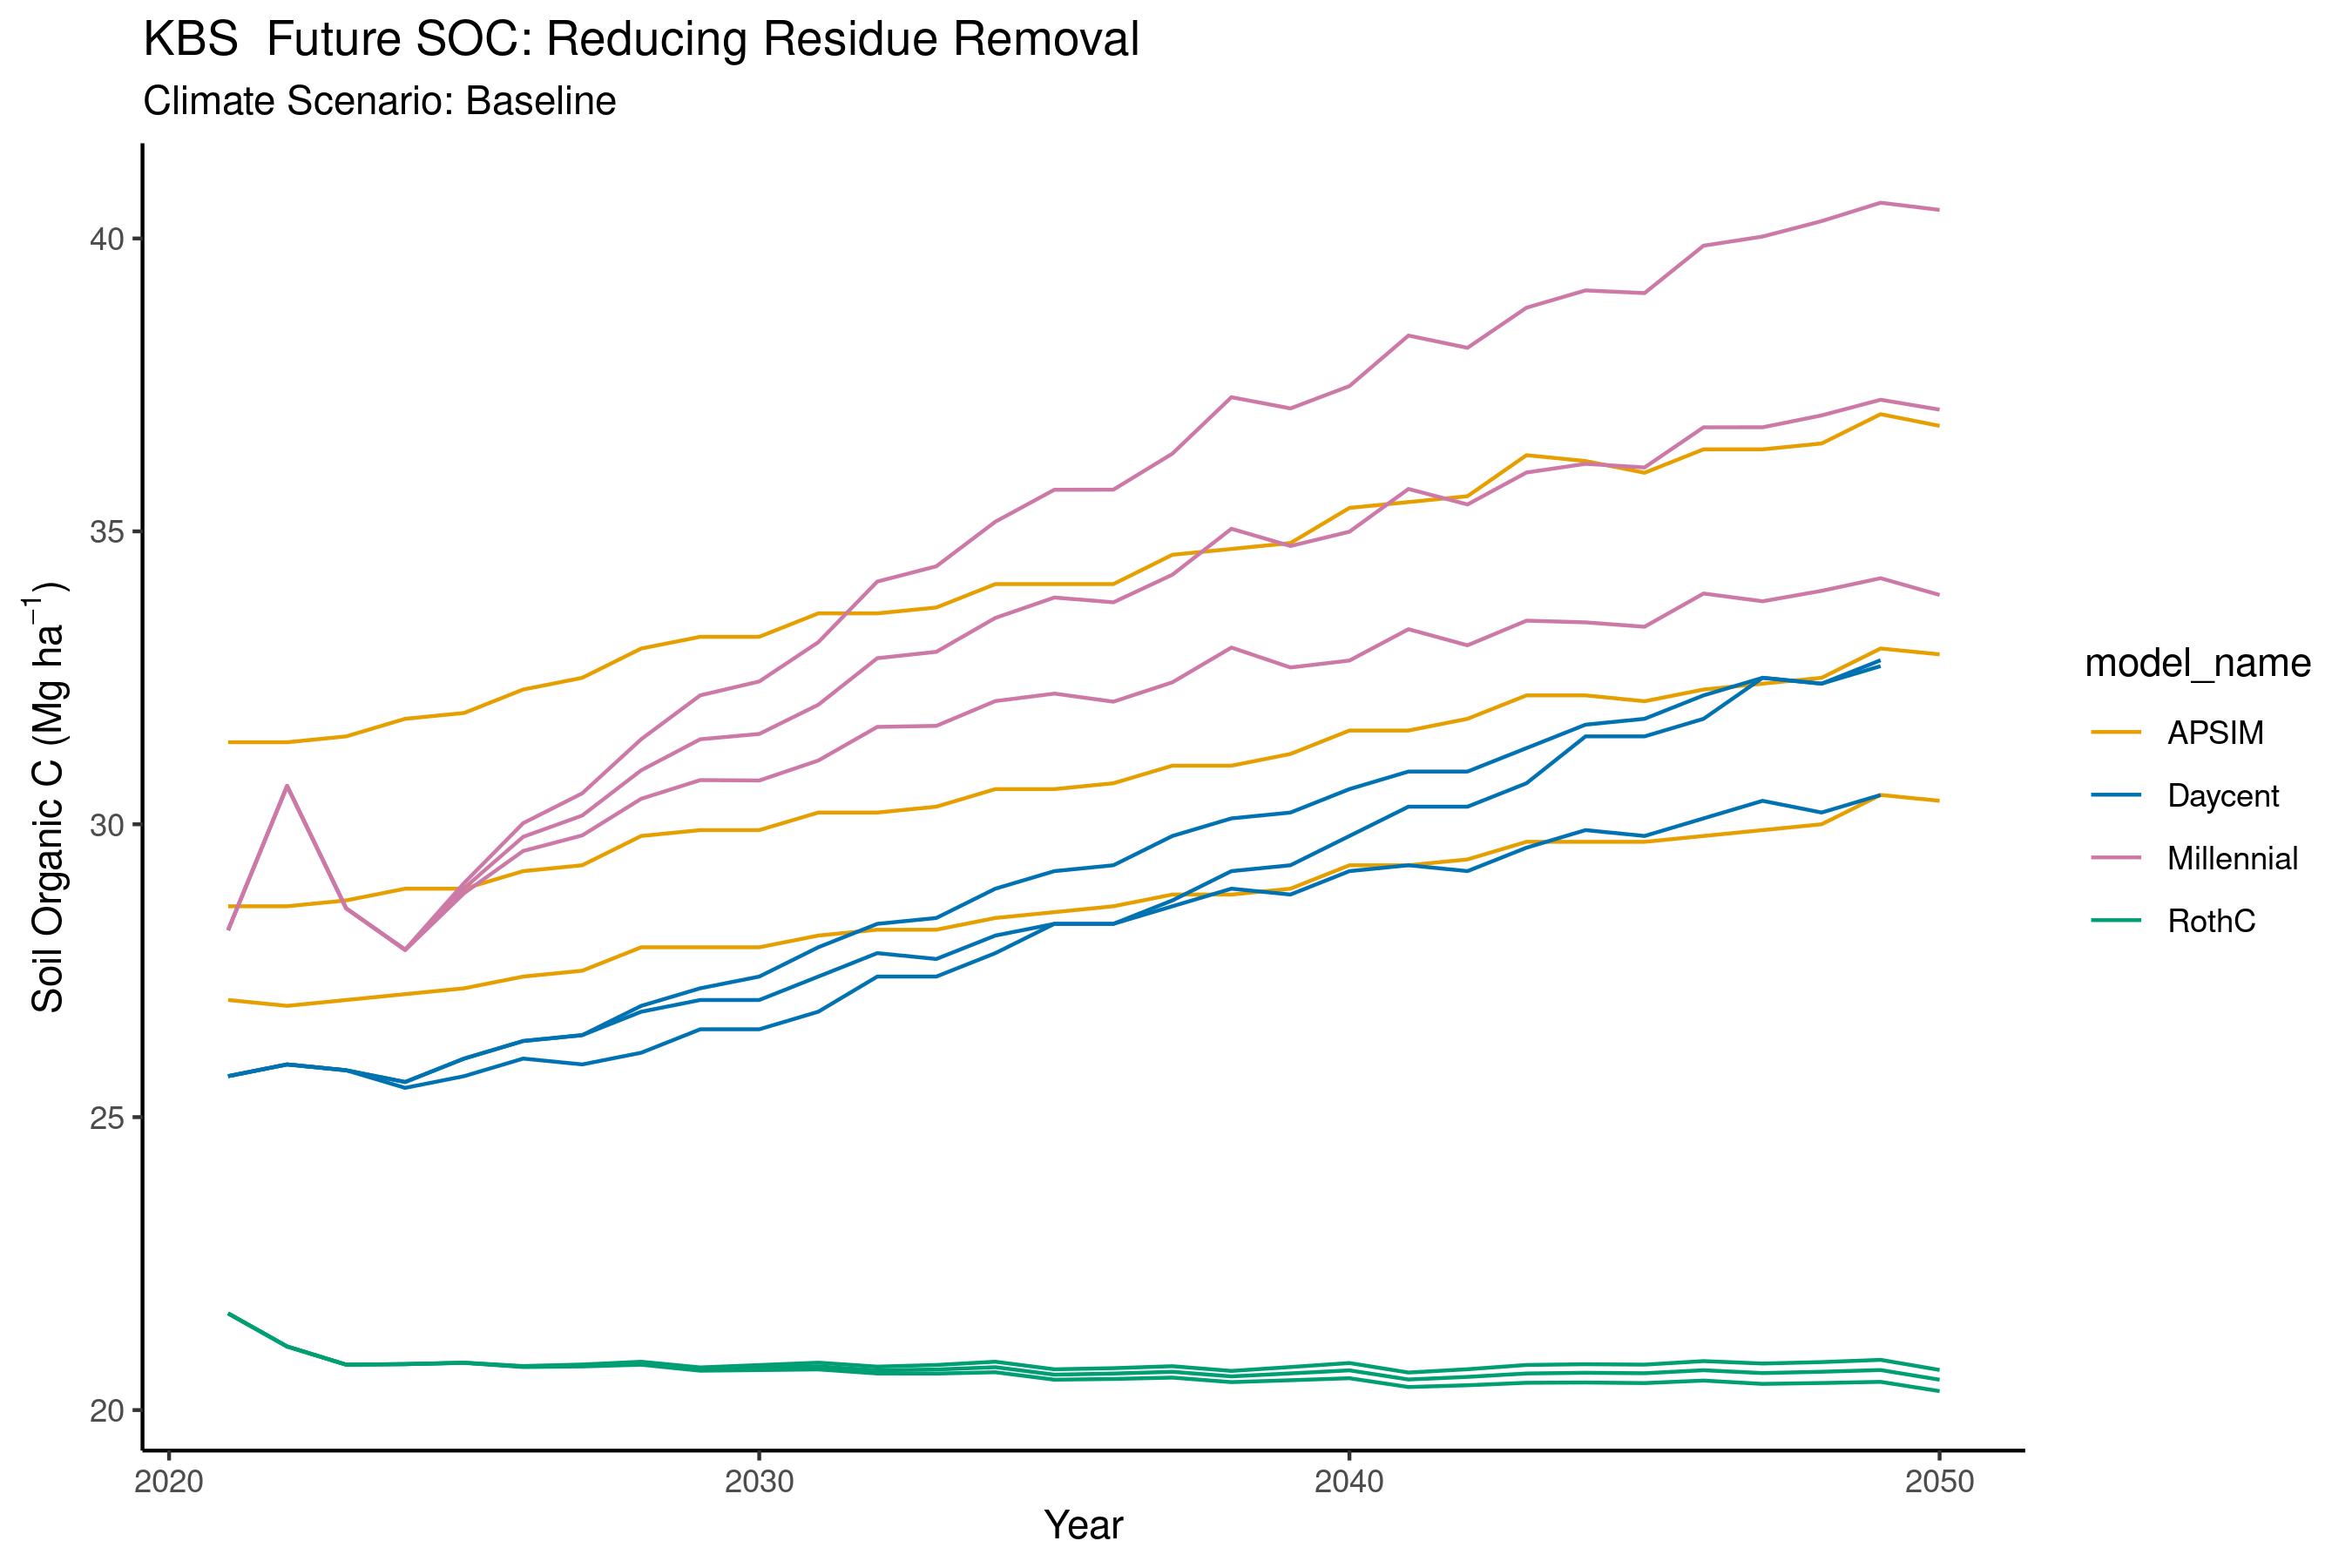 KBS  Future SOC: Reducing Residue Removal
Climate Scenario: Baseline
Soil Organic C (Mg ha⁻¹)
40
35
30
25
20
2020
2030
2040
2050
Year
model_name
APSIM
Daycent
Millennial
RothC